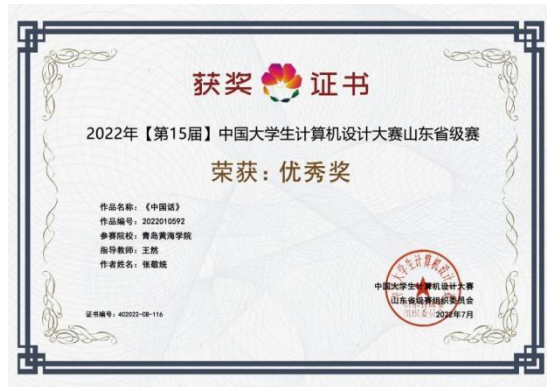 获奖证书
2022年【第15届】中国大学生计算机设计大赛山东省级赛
荣获：优秀奖
作品名称：《中国话》
作品编号：2022010592
参赛院校：青岛黄海学院
指导教师：王然
作者姓名：张敬统
中国大学生计算机设计大赛
山东省级赛组织委员会
2022年7月
证书编号：4C2022-CB-116